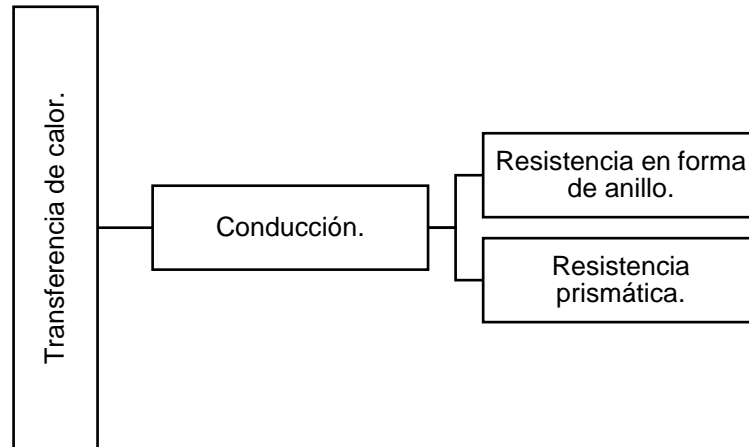 Transferencia de calor.
Conducción.
Resistencia en forma
de anillo.
Resistencia
prismática.